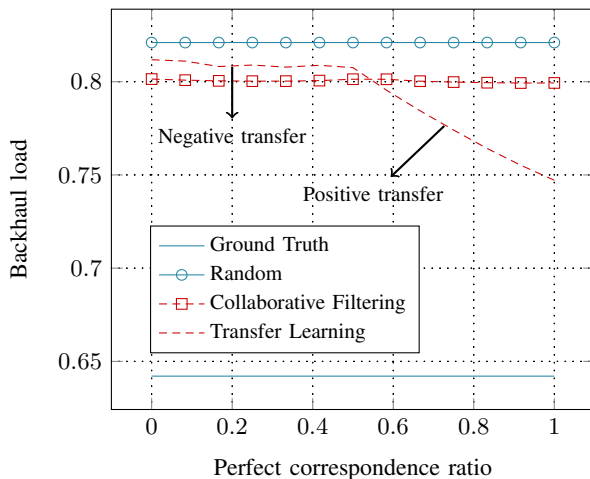 0.8
0.75
0.7
0.65
Backhaul load
Negative transfer
Positive transfer
Ground Truth
Random
Collaborative Filtering
Transfer Learning
0 0.2 0.4 0.6 0.8 1
Perfect correspondence ratio